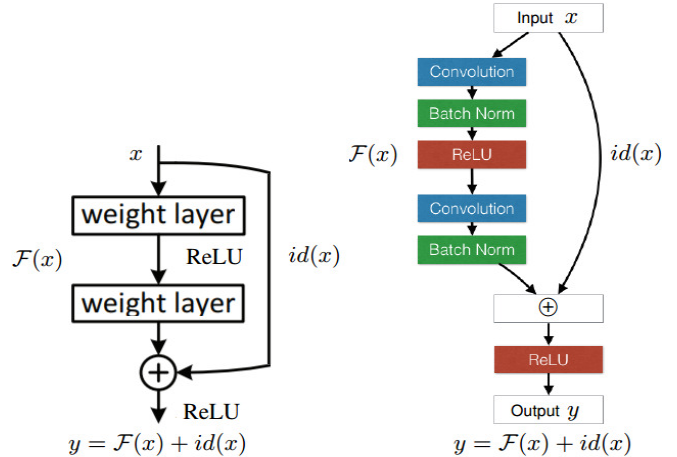 x
weight layer
F(x)
ReLU
id(x)
weight layer
+
ReLU
y = F(x) + id(x)
Input x
Convolution
Batch Norm
F(x)
ReLU
id(x)
Convolution
Batch Norm
⊕
ReLU
Output y
y = F(x) + id(x)